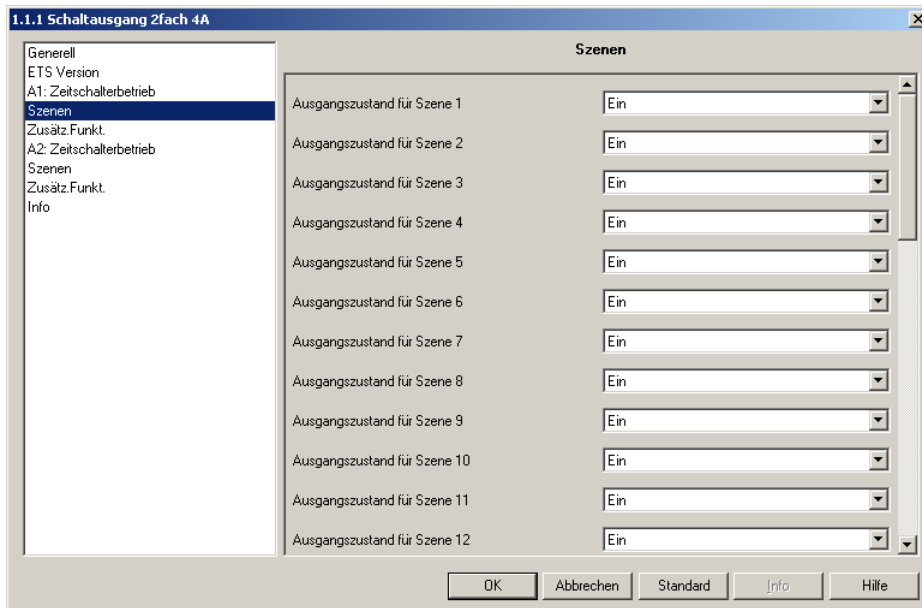 1.1.1 Schaltausgang 2fach 4A
Generell
ETS Version
A1: Zeitschalterbetrieb
Szenen
Zusätz.Funkt.
A2: Zeitschalterbetrieb
Szenen
Zusätz.Funkt.
Info
Szenen
Ausgangszustand für Szene 1 Ein
Ausgangszustand für Szene 2 Ein
Ausgangszustand für Szene 3 Ein
Ausgangszustand für Szene 4 Ein
Ausgangszustand für Szene 5 Ein
Ausgangszustand für Szene 6 Ein
Ausgangszustand für Szene 7 Ein
Ausgangszustand für Szene 8 Ein
Ausgangszustand für Szene 9 Ein
Ausgangszustand für Szene 10 Ein
Ausgangszustand für Szene 11 Ein
Ausgangszustand für Szene 12 Ein
OK Abbrechen Standard Info Hilfe